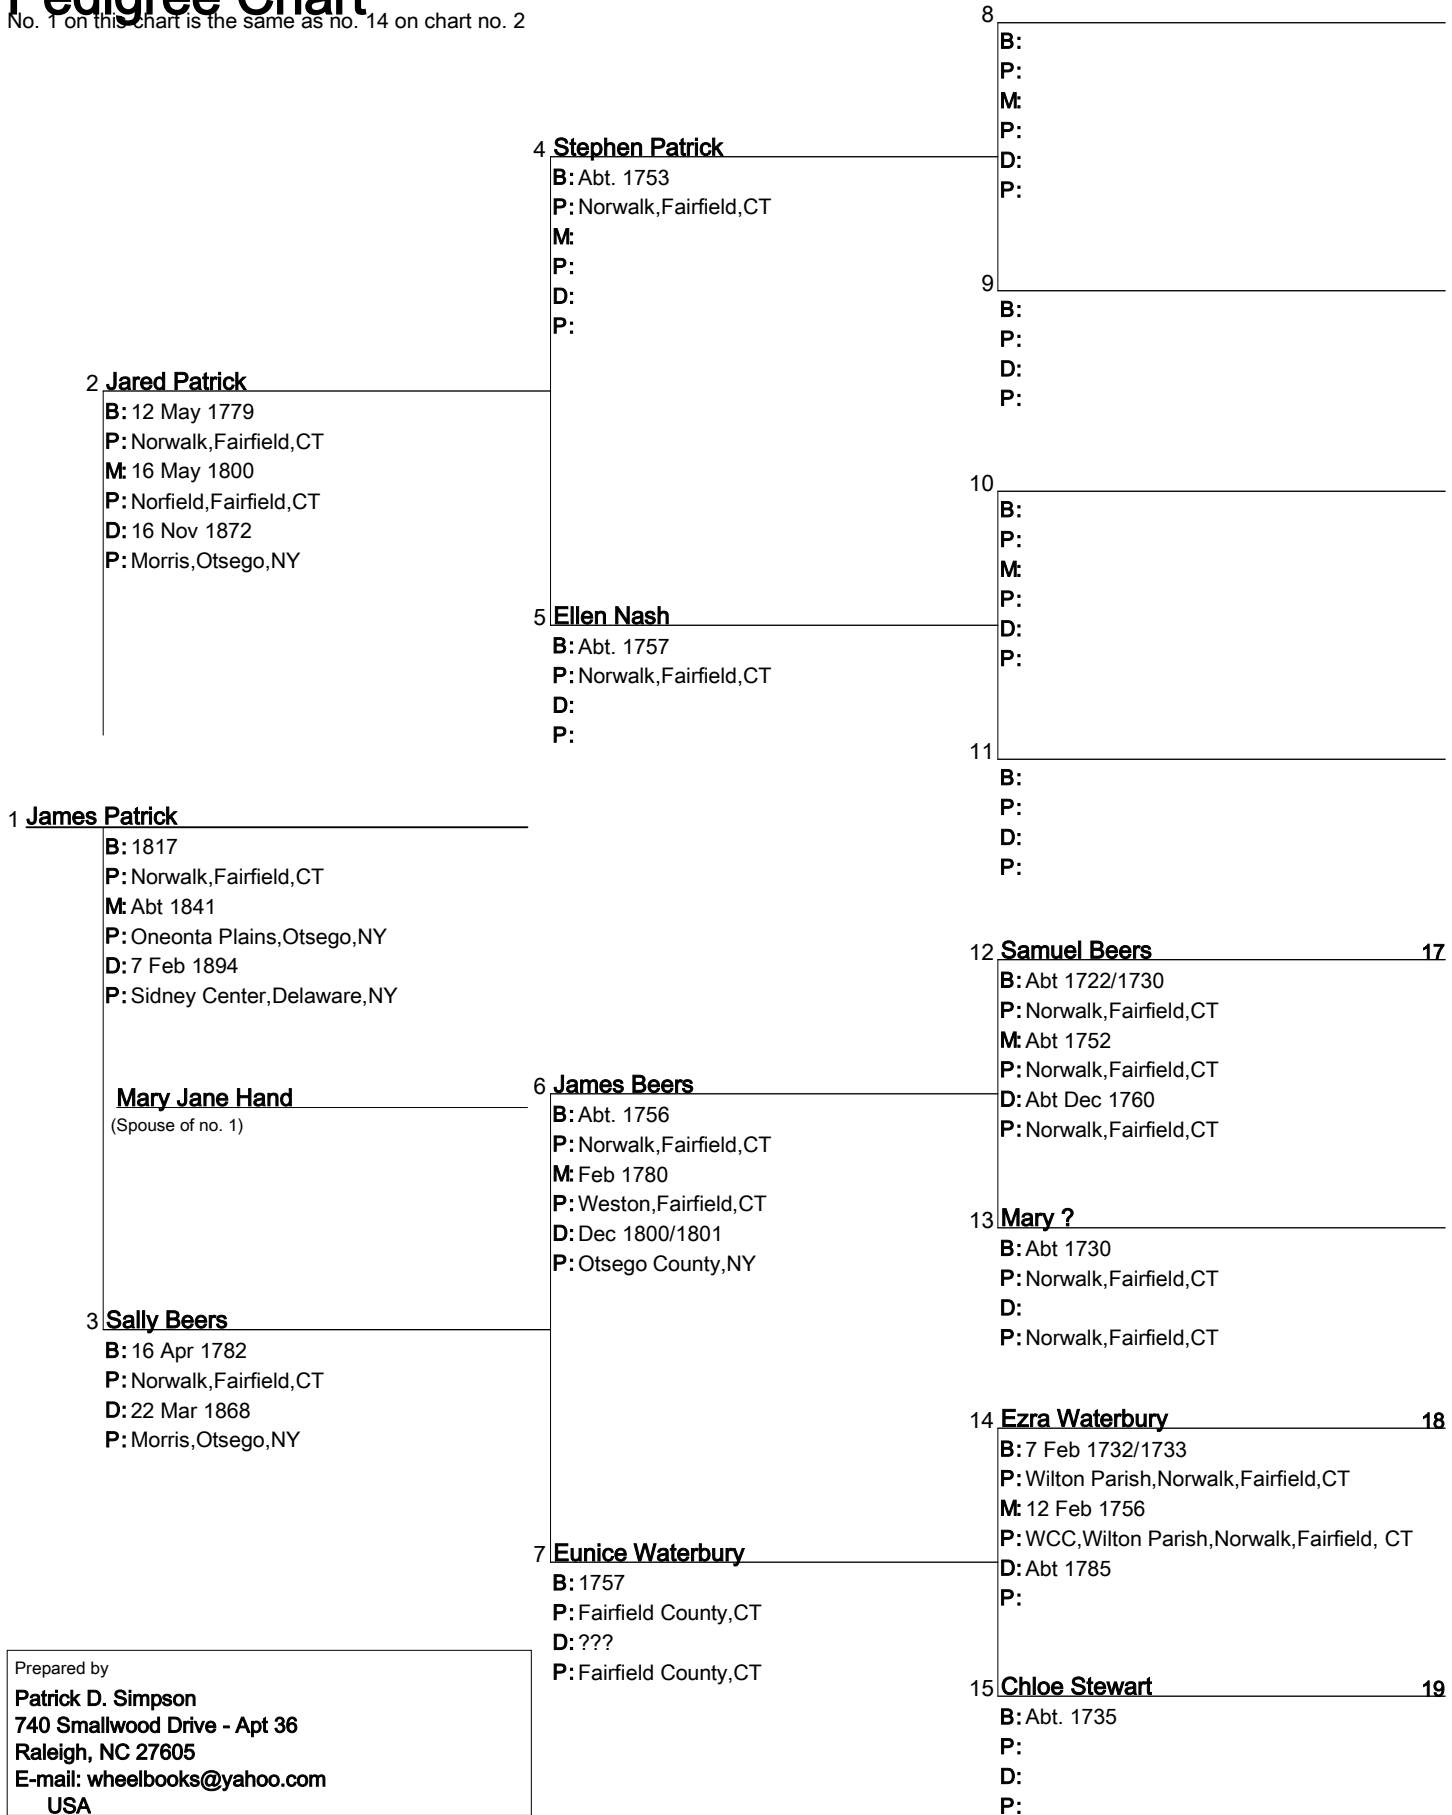 Pedigree Chart
No. 1 on this chart is the same as no. 14 on chart no. 2
8
B:
P:
M:
P:
D:
P:
4 Stephen Patrick
B: Abt. 1753
P: Norwalk,Fairfield,CT
M:
P:
D:
P:
9
B:
P:
D:
P:
2 Jared Patrick
B: 12 May 1779
P: Norwalk,Fairfield,CT
M: 16 May 1800
P: Norfield,Fairfield,CT
D: 16 Nov 1872
P: Morris,Otsego,NY
10
B:
P:
M:
P:
D:
P:
5 Ellen Nash
B: Abt. 1757
P: Norwalk,Fairfield,CT
D:
P:
11
B:
P:
D:
P:
1 James Patrick
B: 1817
P: Norwalk,Fairfield,CT
M: Abt 1841
P: Oneonta Plains,Otsego,NY
D: 7 Feb 1894
P: Sidney Center,Delaware,NY
12 Samuel Beers 17
B: Abt 1722/1730
P: Norwalk,Fairfield,CT
M: Abt 1752
P: Norwalk,Fairfield,CT
D: Abt Dec 1760
P: Norwalk,Fairfield,CT
Mary Jane Hand
(Spouse of no. 1)
6 James Beers
B: Abt. 1756
P: Norwalk,Fairfield,CT
M: Feb 1780
P: Weston,Fairfield,CT
D: Dec 1800/1801
P: Otsego County,NY
13 Mary ?
B: Abt 1730
P: Norwalk,Fairfield,CT
D:
P: Norwalk,Fairfield,CT
3 Sally Beers
B: 16 Apr 1782
P: Norwalk,Fairfield,CT
D: 22 Mar 1868
P: Morris,Otsego,NY
14 Ezra Waterbury 18
B: 7 Feb 1732/1733
P: Wilton Parish,Norwalk,Fairfield,CT
M: 12 Feb 1756
P: WCC,Wilton Parish,Norwalk,Fairfield, CT
D: Abt 1785
P:
7 Eunice Waterbury
B: 1757
P: Fairfield County,CT
D: ???
P: Fairfield County,CT
15 Chloe Stewart 19
B: Abt. 1735
P:
D:
P:
Prepared by
Patrick D. Simpson
740 Smallwood Drive - Apt 36
Raleigh, NC 27605
E-mail: wheelbooks@yahoo.com
USA